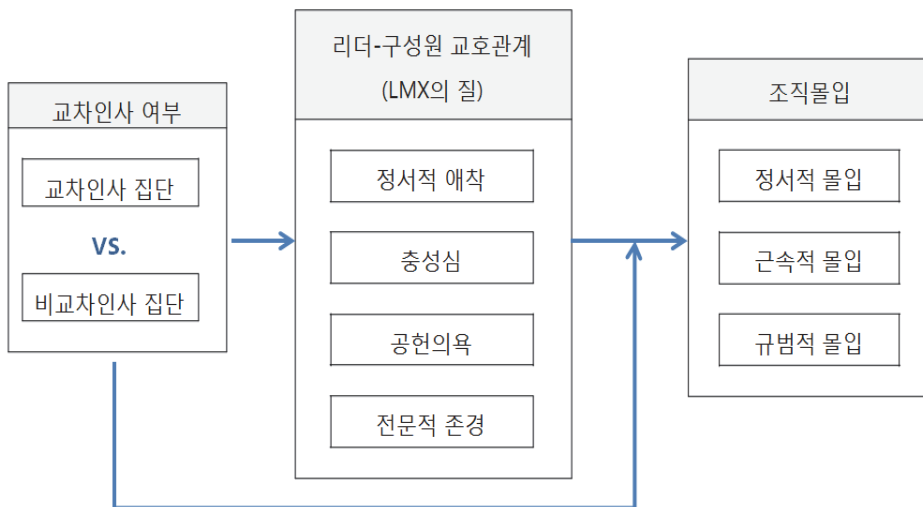 교차인사 여부
교차인사 집단
VS.
비교차인사 집단
리더-구성원 교호관계
(LMX의 질)
정서적 애착
충성심
공헌의욕
전문적 존경
조직몰입
정서적 몰입
근속적 몰입
규범적 몰입